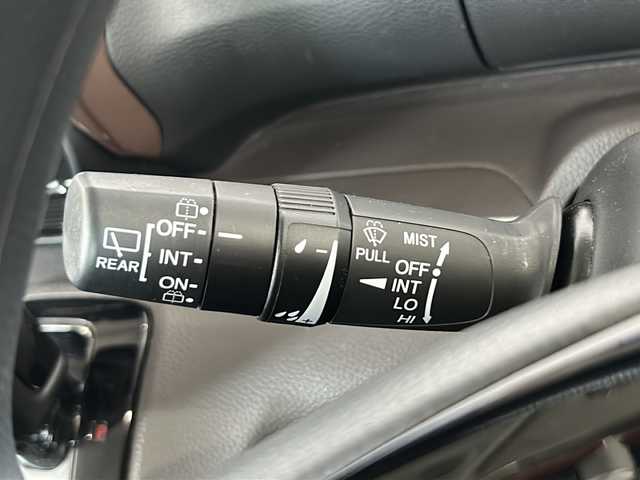 REAR
OFF
INT
ON
PULL
MIST
OFF
INT
LO
HI